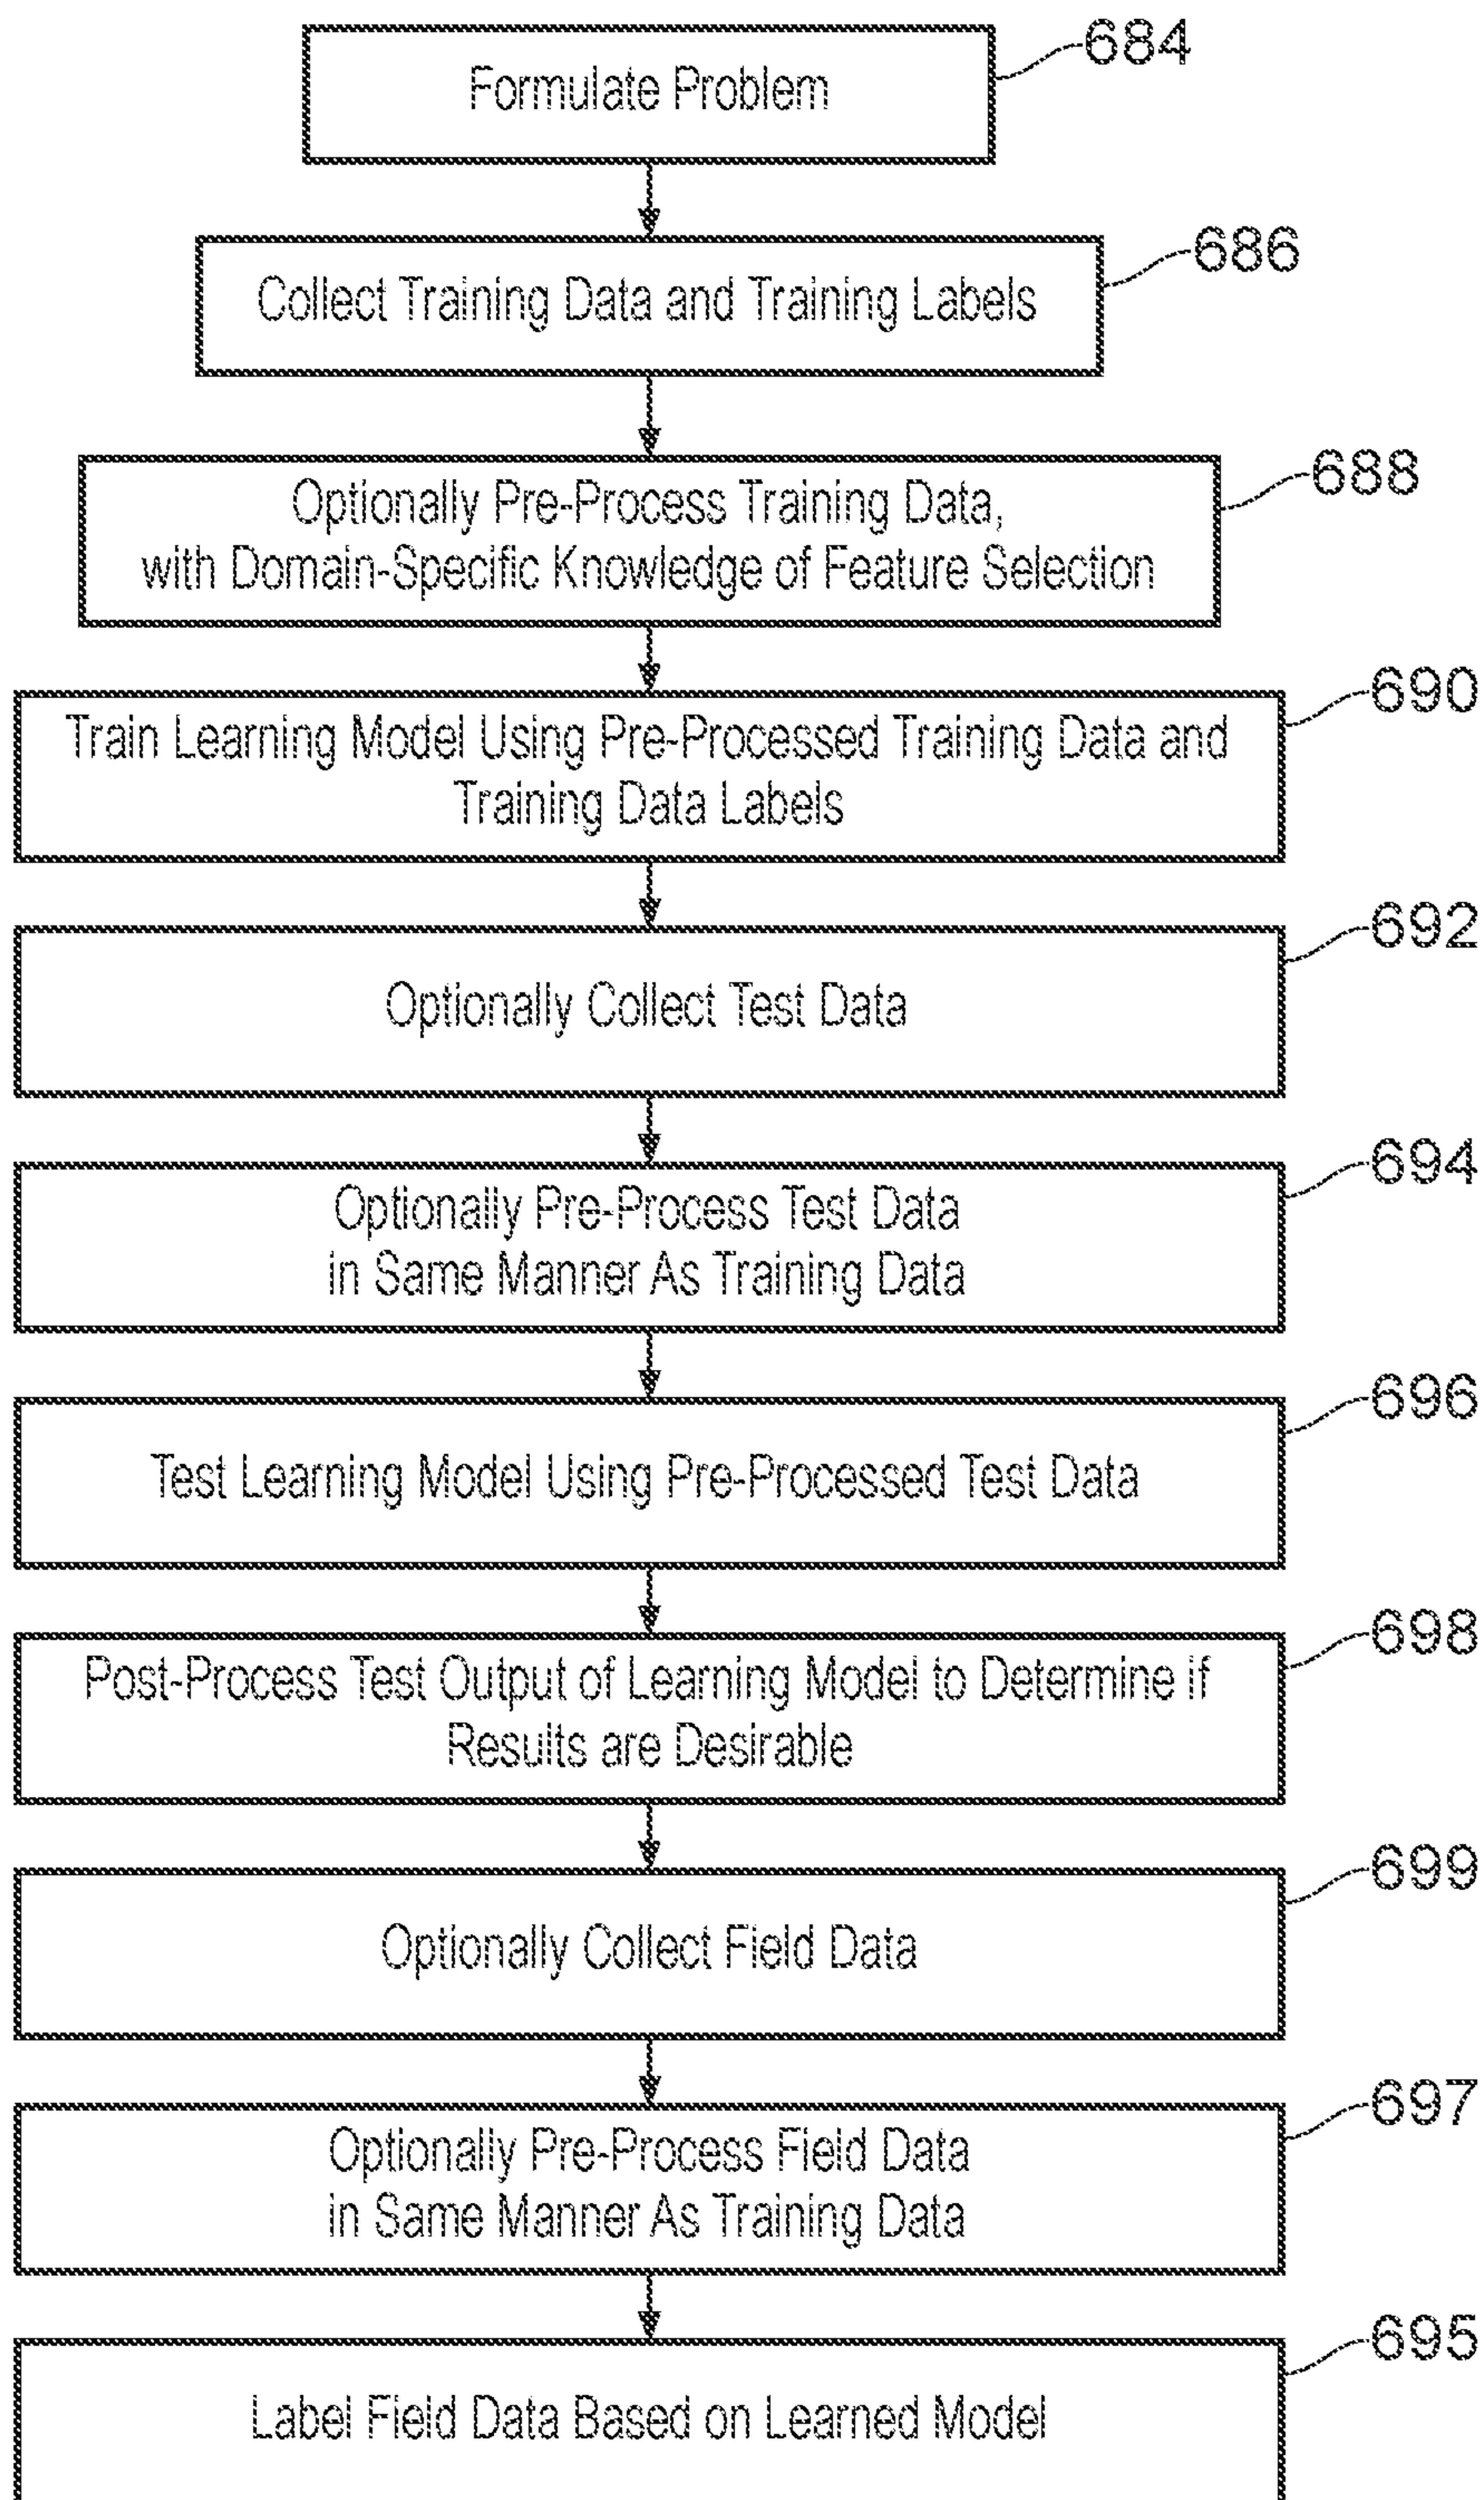 684
Formulate Problem
686
Collect Training Data and Training Labels
688
Optionally Pre-Process Training Data,
with Domain-Specific Knowledge of Feature Selection
690
Train Learning Model Using Pre-Processed Training Data and
Training Data Labels
692
Optionally Collect Test Data
694
Optionally Pre-Process Test Data
in Same Manner As Training Data
696
Test Learning Model Using Pre-Processed Test Data
698
Post-Process Test Output of Learning Model to Determine if
Results are Desirable
699
Optionally Collect Field Data
697
Optionally Pre-Process Field Data
in Same Manner As Training Data
695
Label Field Data Based on Learned Model